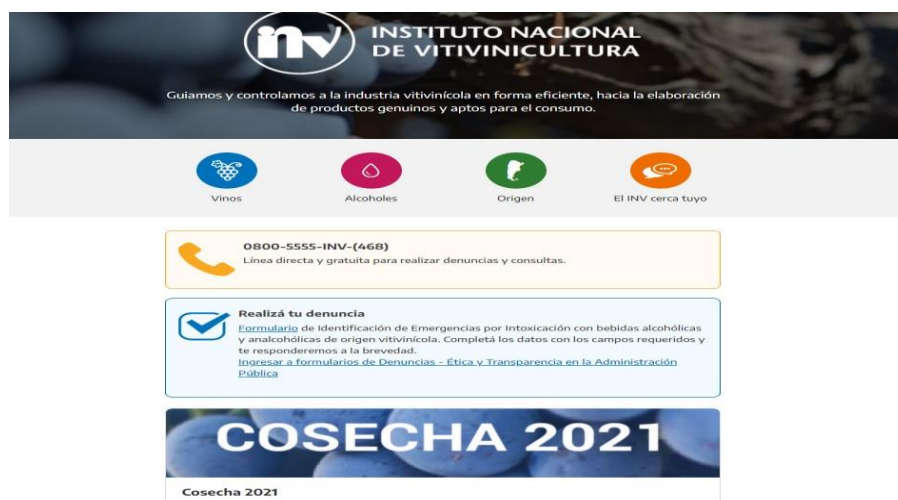 inv
INSTITUTO NACIONAL
DE VITIVINICULTURA
Guiamos y controlamos a la industria vitivinícola en forma eficiente, hacia la elaboración
de productos genuinos y aptos para el consumo.
Vinos
Alcoholes
Origen
El INV cerca tuyo
0800-5555-INV-(468)
Línea directa y gratuita para realizar denuncias y consultas.
Realizá tu denuncia
Formulario de Identificación de Emergencias por Intoxicación con bebidas alcohólicas
y analcohólicas de origen vitivinícola. Completá los datos con los campos requeridos y
te responderemos a la brevedad.
Ingresar a formularios de Denuncias - Ética y Transparencia en la Administración
Pública
COSECHA 2021
Cosecha 2021